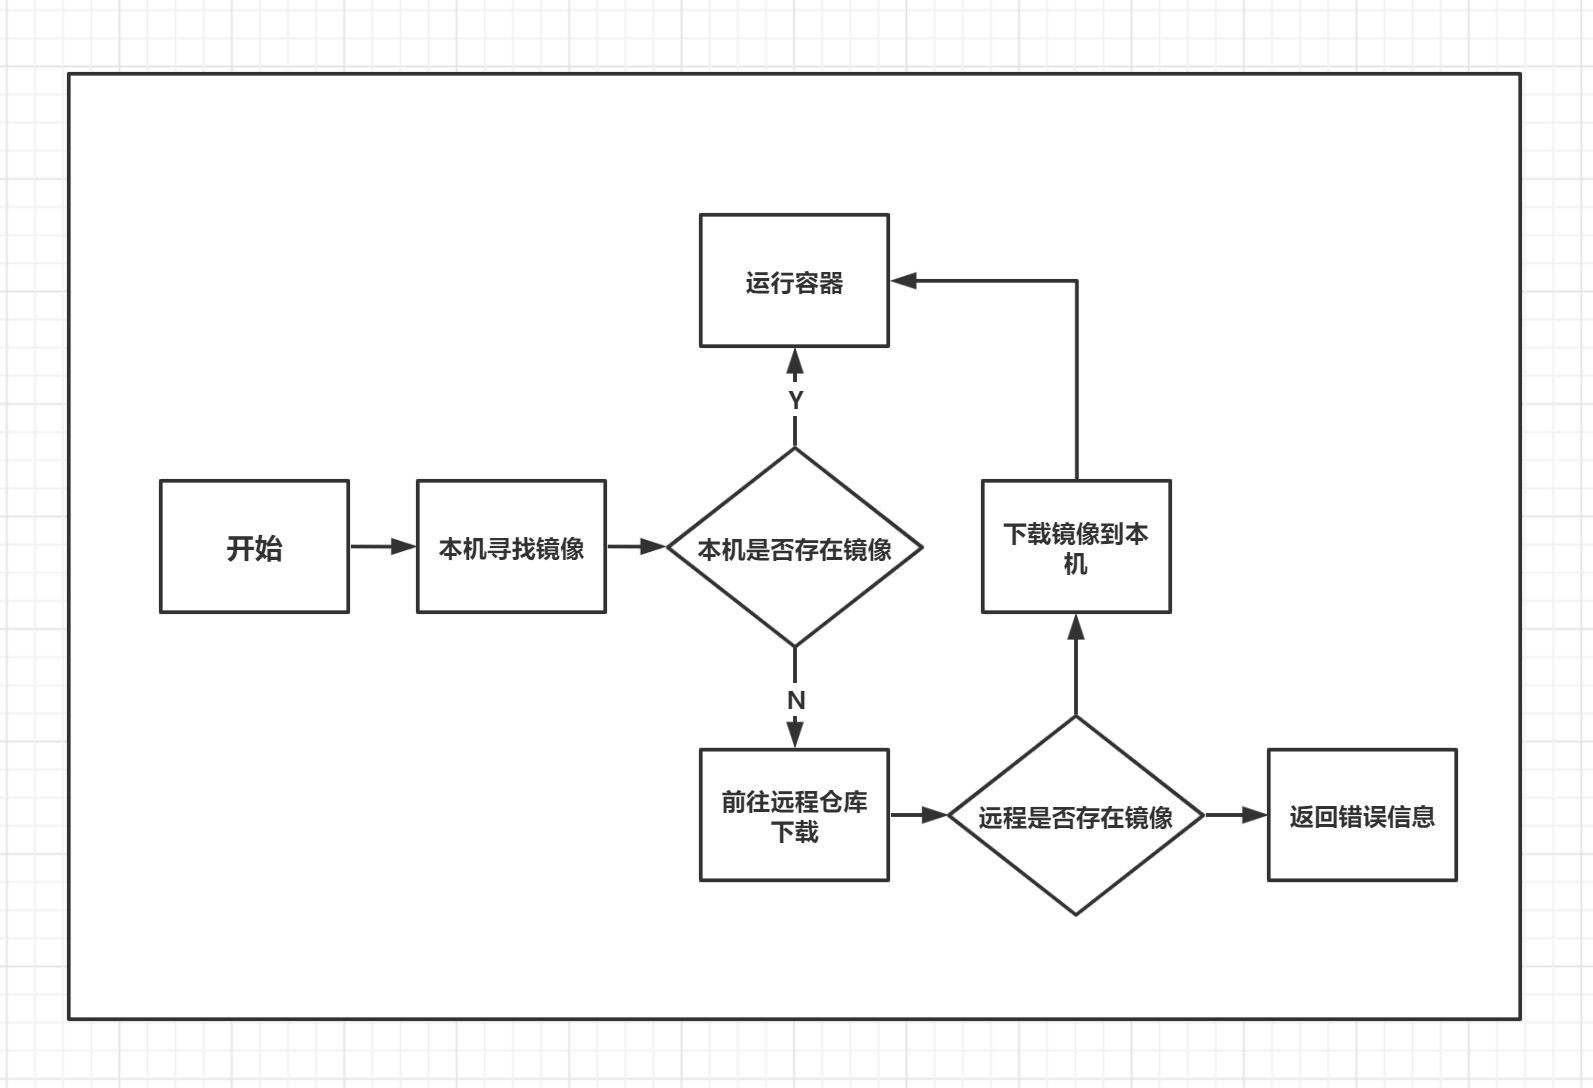 运行容器
Y
开始
本机寻找镜像
本机是否存在镜像
下载镜像到本
机
N
前往远程仓库
下载
远程是否存在镜像
返回错误信息